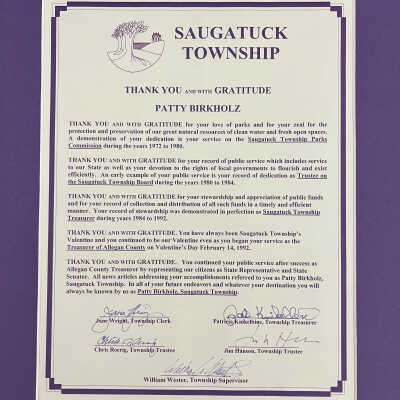 SAUGATUCK
TOWNSHIP
THANK YOU AND WITH GRATITUDE
PATTY BIRKHOLZ
THANK YOU AND WITH GRATITUDE for your love of parks and for your zeal for the
protection and preservation of our great natural resources of clean water and fresh open spaces.
A demonstration of your dedication is your service on the Saugatuck Township Parks
Commission during the years 1972 to 1980.
THANK YOU AND WITH GRATITUDE for your record of public service which includes service
to our State as well as your devotion to the rights of local governments to flourish and exist
efficiently. An early example of your public service is your record of dedication as Trustee on
the Saugatuck Township Board during the years 1980 to 1984.
THANK YOU AND WITH GRATITUDE for your stewardship and appreciation of public funds
and for your record of collection and distribution of all such funds in a timely and efficient
manner. Your record of stewardship was demonstrated in perfection as Saugatuck Township
Treasurer during years 1984 to 1992.
THANK YOU AND WITH GRATITUDE. You have always been Saugatuck Township's
Valentine and you continued to be our Valentine even as you began your service as the
Treasurer of Allegan County on Valentine's Day February 14, 1992.
THANK YOU AND WITH GRATITUDE. You continued your public service after success as
Allegan County Treasurer by representing our citizens as State Representative and State
Senator. All news articles addressing your accomplishments referred to you as Patty Birkholz,
Saugatuck Township. In all of your future endeavors and whatever your destination you will
always be known by us as Patty Birkholz, Saugatuck Township.
Jane Wright, Township Clerk Patricia Knikelbine, Township Treasurer
Chris Roerig, Township Trustee Jim Hanson, Township Trustee
William Wester, Township Supervisor